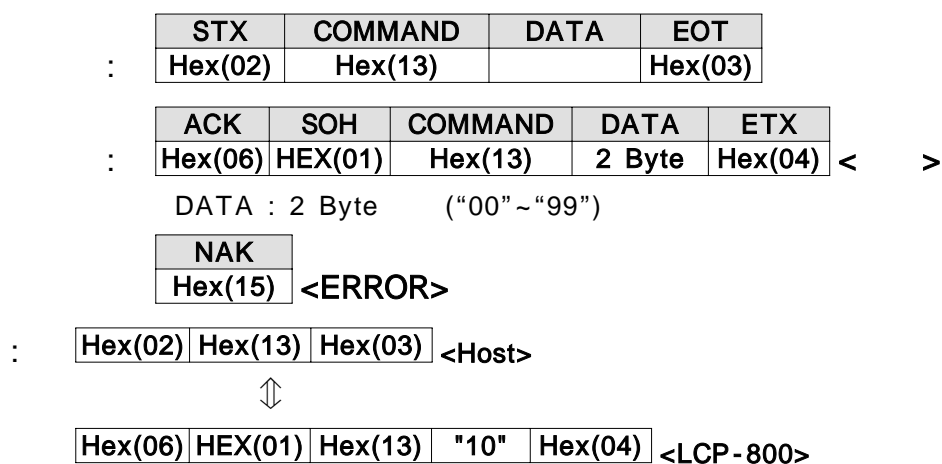 STX COMMAND DATA EOT
: Hex(02) Hex(13) Hex(03)
ACK SOH COMMAND DATA ETX
: Hex(06) HEX(01) Hex(13) 2 Byte Hex(04) < >
DATA : 2 Byte (“00”~“99”)
NAK
Hex(15) <ERROR>
: Hex(02) Hex(13) Hex(03) <Host>
⇕
Hex(06) HEX(01) Hex(13) "10" Hex(04) <LCP-800>